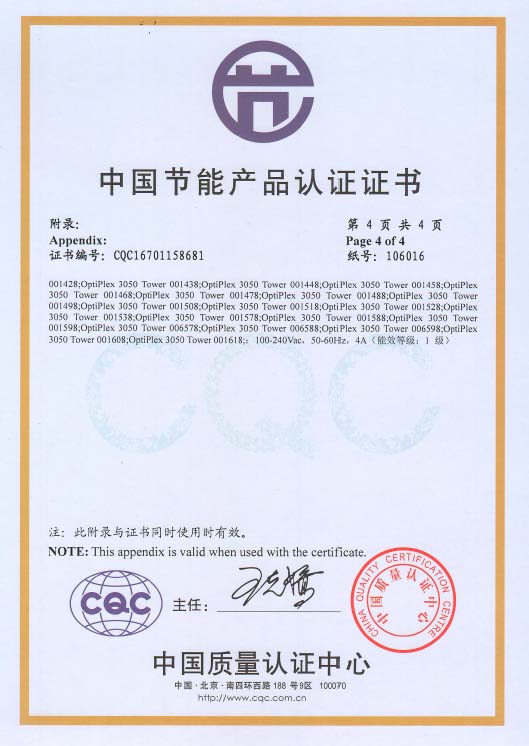 中国节能产品认证证书
附录：
第 4 页 共 4 页
Appendix:
Page 4 of 4
证书编号：CQC16701158681
纸号：106016
001428;OptiPlex 3050 Tower 001438;OptiPlex 3050 Tower 001448;OptiPlex 3050 Tower 001458;OptiPlex
3050 Tower 001468;OptiPlex 3050 Tower 001478;OptiPlex 3050 Tower 001488;OptiPlex 3050 Tower
001498;OptiPlex 3050 Tower 001508;OptiPlex 3050 Tower 001518;OptiPlex 3050 Tower 001528;OptiPlex
3050 Tower 001538;OptiPlex 3050 Tower 001578;OptiPlex 3050 Tower 001588;OptiPlex 3050 Tower
001598;OptiPlex 3050 Tower 006578;OptiPlex 3050 Tower 006588;OptiPlex 3050 Tower 006598;OptiPlex
3050 Tower 001608;OptiPlex 3050 Tower 001618;：100-240Vac，50-60Hz，4A（能效等级：1 级）
CQC
注：此附录与证书同时使用时有效。
NOTE: This appendix is valid when used with the certificate.
CQC
主任：
CHINA QUALITY CERTIFICATION CENTRE
中国质量认证中心
中国质量认证中心
中国·北京·南四环西路 188 号 9区 100070
http://www.cqc.com.cn